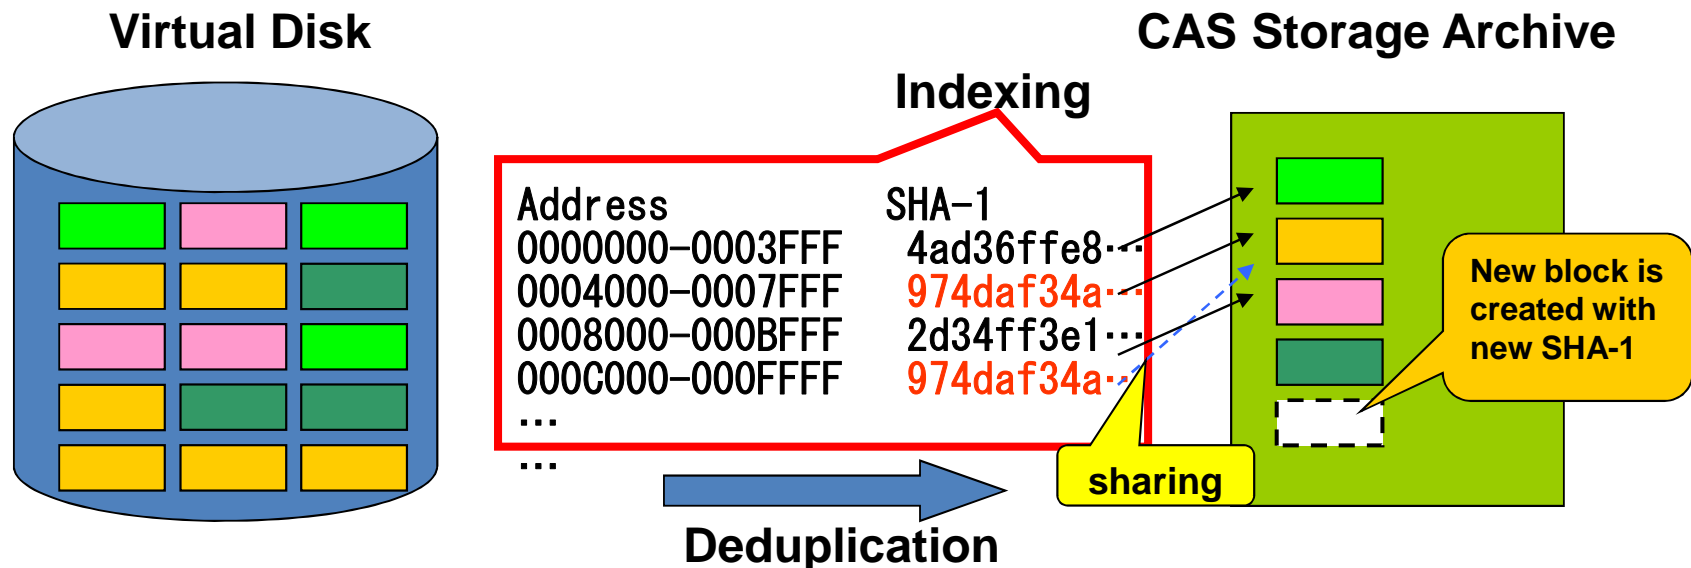 Virtual Disk
CAS Storage Archive
Indexing
Address SHA-1
0000000-0003FFF 4ad36ffe8…
0004000-0007FFF 974daf34a…
0008000-000BFFF 2d34ff3e1…
000C000-000FFFF 974daf34a…
…
…
New block is
created with
new SHA-1
sharing
Deduplication